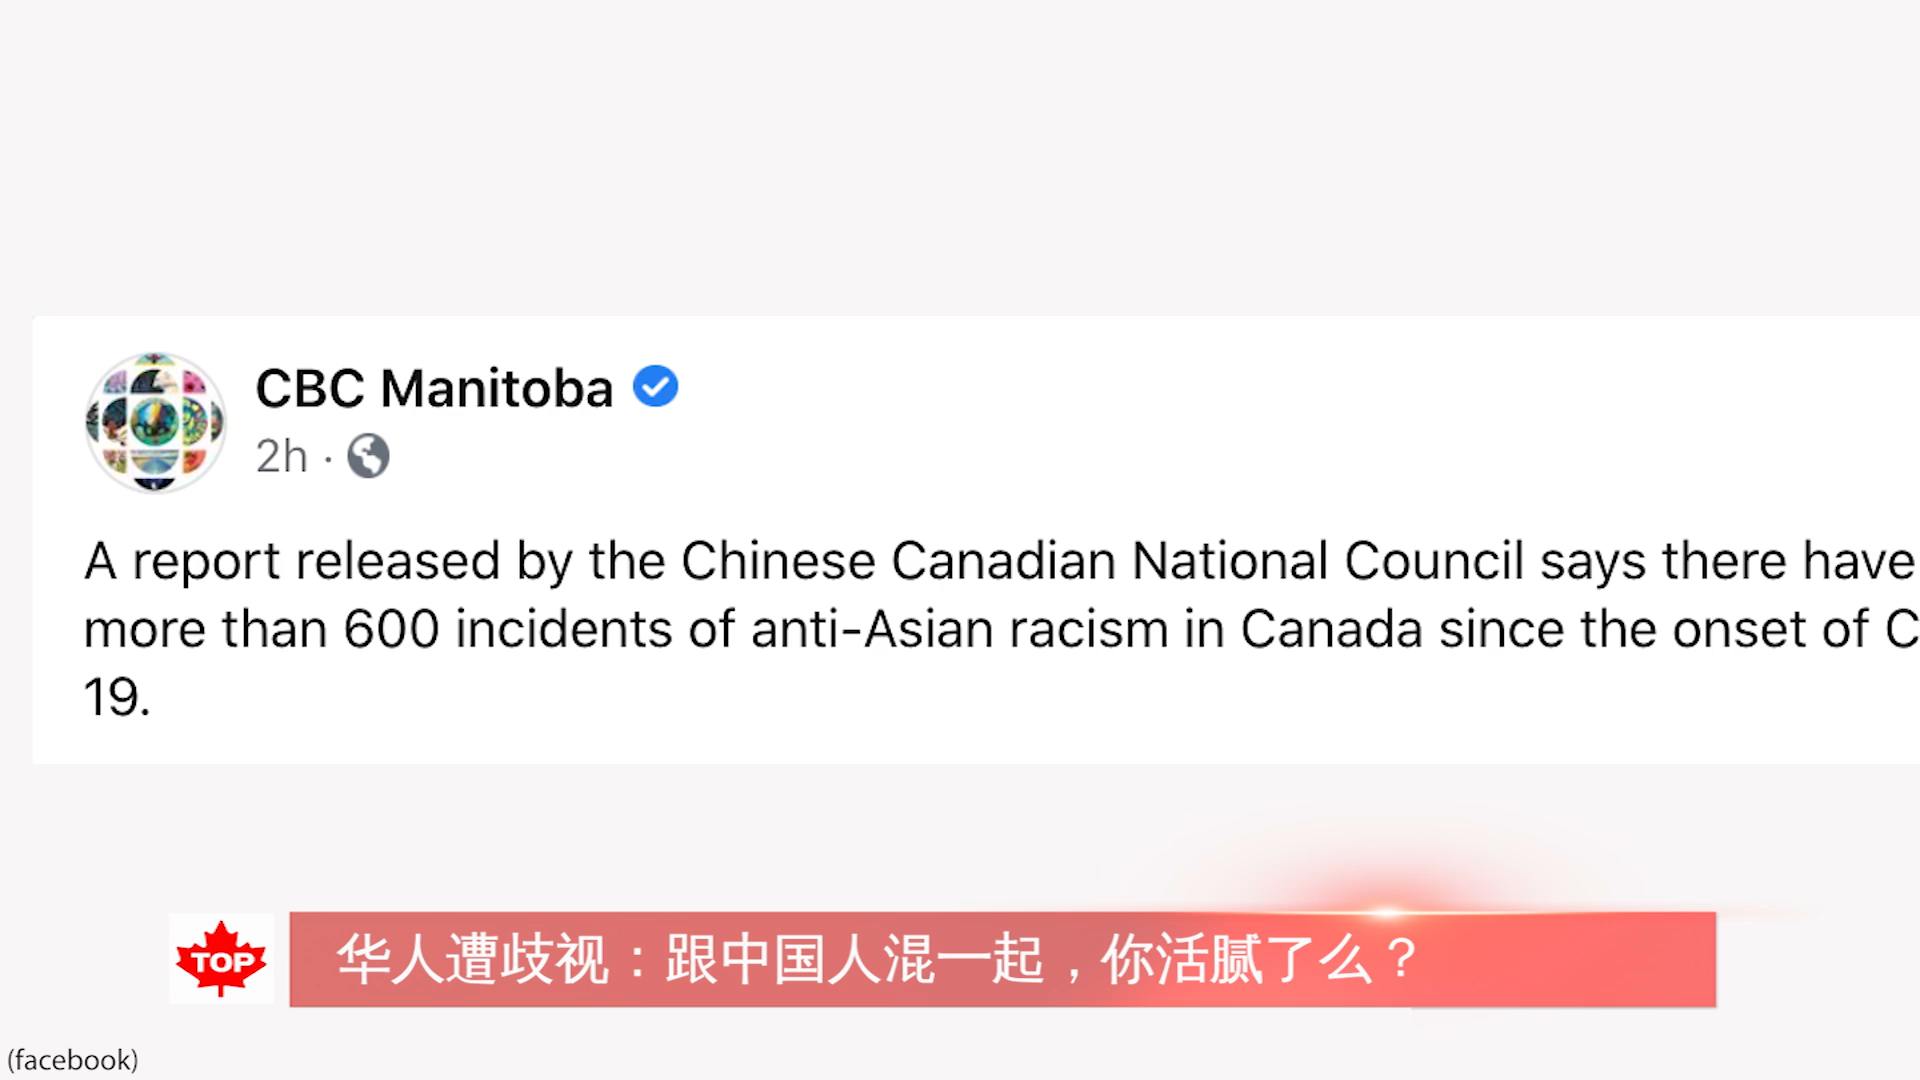 CBC Manitoba
2h ·
A report released by the Chinese Canadian National Council says there have
more than 600 incidents of anti-Asian racism in Canada since the onset of C
19.
TOP
华人遭歧视：跟中国人混一起，你活腻了么？
(facebook)